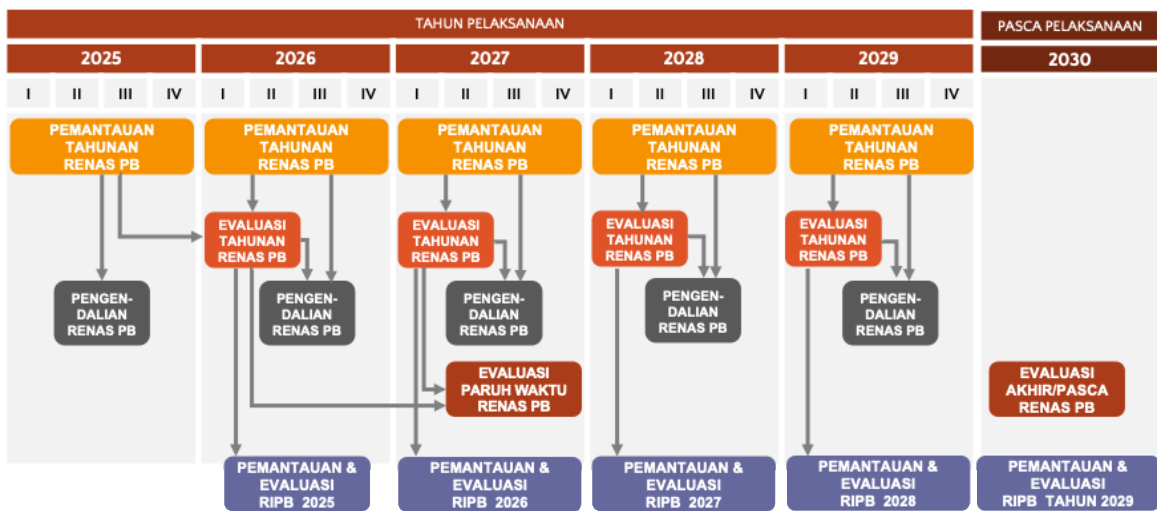 TAHUN PELAKSANAAN
PASCA PELAKSANAAN
2025
2026
2027
2028
2029
2030
I II III IV
I II III IV
I II III IV
I II III IV
I II III IV
PEMANTAUAN
TAHUNAN
RENAS PB
PEMANTAUAN
TAHUNAN
RENAS PB
PEMANTAUAN
TAHUNAN
RENAS PB
PEMANTAUAN
TAHUNAN
RENAS PB
PEMANTAUAN
TAHUNAN
RENAS PB
EVALUASI
TAHUNAN
RENAS PB
EVALUASI
TAHUNAN
RENAS PB
EVALUASI
TAHUNAN
RENAS PB
EVALUASI
TAHUNAN
RENAS PB
PENGEN-
DALIAN
RENAS PB
PENGEN-
DALIAN
RENAS PB
PENGEN-
DALIAN
RENAS PB
PENGEN-
DALIAN
RENAS PB
PENGEN-
DALIAN
RENAS PB
EVALUASI
PARUH WAKTU
RENAS PB
EVALUASI
AKHIR/PASCA
RENAS PB
PEMANTAUAN &
EVALUASI
RIPB 2025
PEMANTAUAN &
EVALUASI
RIPB 2026
PEMANTAUAN &
EVALUASI
RIPB 2027
PEMANTAUAN &
EVALUASI
RIPB 2028
PEMANTAUAN &
EVALUASI
RIPB TAHUN 2029